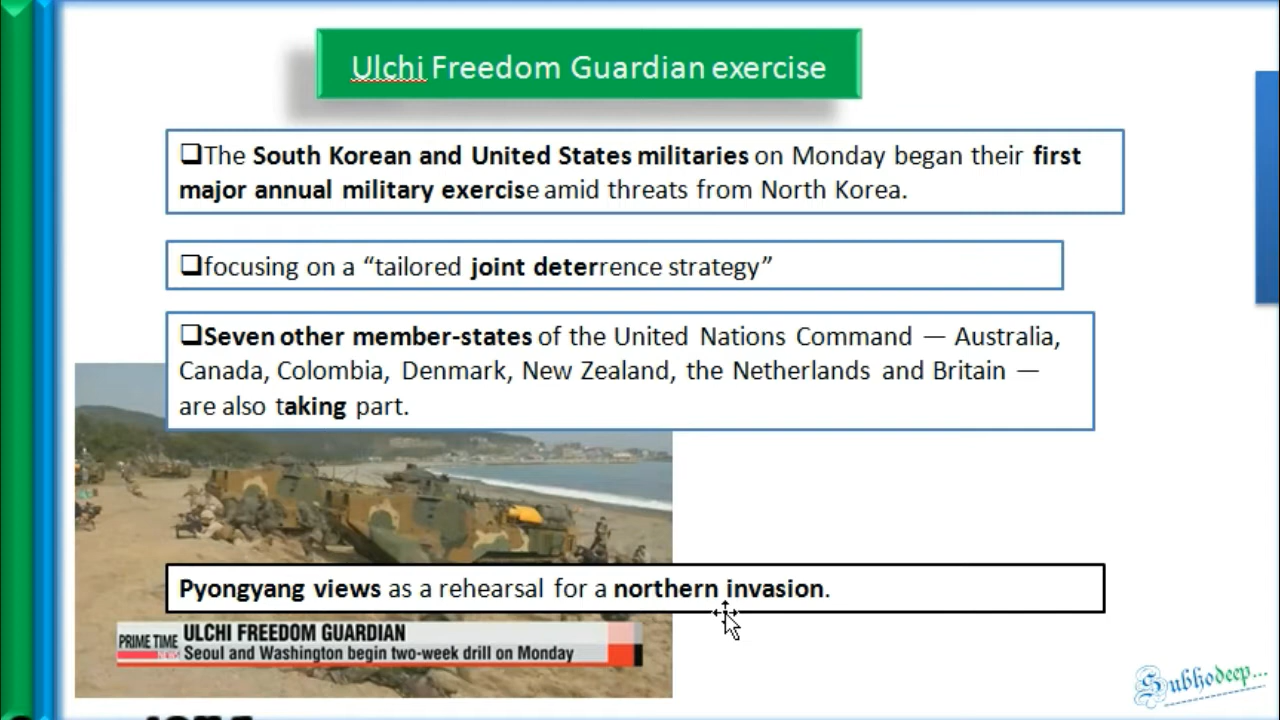 Ulchi Freedom Guardian exercise
❑The South Korean and United States militaries on Monday began their first
major annual military exercise amid threats from North Korea.
❑focusing on a “tailored joint deterrence strategy”
❑Seven other member-states of the United Nations Command — Australia,
Canada, Colombia, Denmark, New Zealand, the Netherlands and Britain —
are also taking part.
Pyongyang views as a rehearsal for a northern invasion.
PRIME TIME NEWS
ULCHI FREEDOM GUARDIAN
Seoul and Washington begin two-week drill on Monday
Subhodeep...